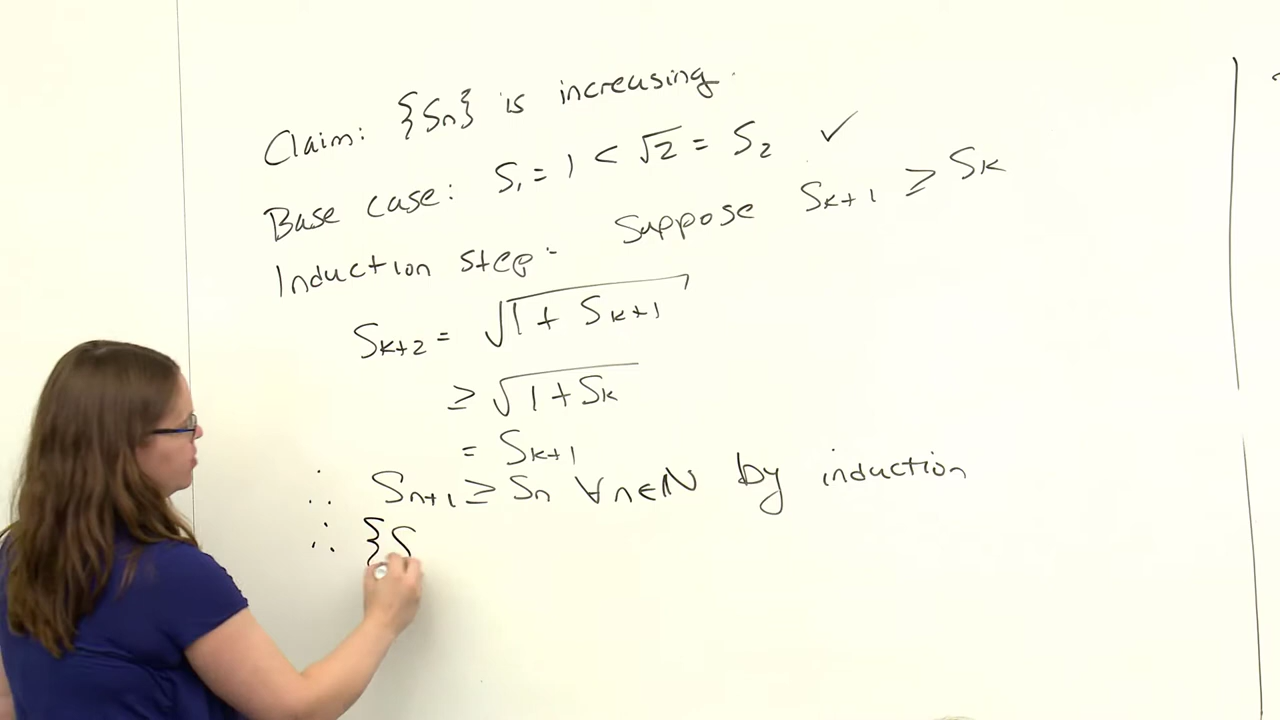 Claim: {Sn} is increasing.
Base case: S₁ = 1 < √2 = S₂ ✓
Induction step: Suppose Sk+1 ≥ Sk
Sk+2 = √(1 + Sk+1)
≥ √(1 + Sk)
= Sk+1
∴ Sn+1 ≥ Sn ∀n∈ℕ by induction
∴ {S